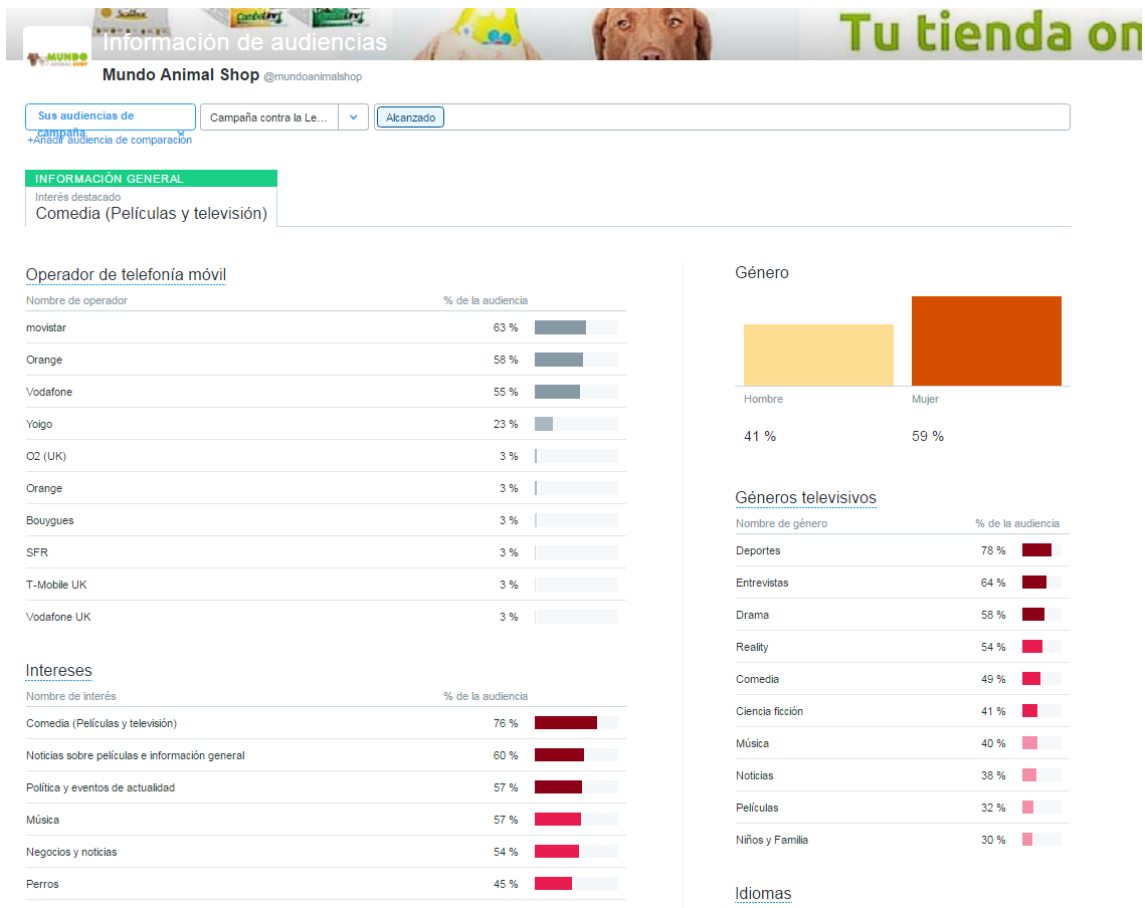 Tu tienda on
Información de audiencias
MUNDO
Mundo Animal Shop @mundoanimalshop
Sus audiencias de
campaña
Campaña contra la Le...
Alcanzado
+Añadir audiencia de comparación
INFORMACIÓN GENERAL
Interés destacado
Comedia (Películas y televisión)
Operador de telefonía móvil
Nombre de operador % de la audiencia
movistar 63 %
Orange 58 %
Vodafone 55 %
Yoigo 23 %
O2 (UK) 3 %
Orange 3 %
Bouygues 3 %
SFR 3 %
T-Mobile UK 3 %
Vodafone UK 3 %
Intereses
Nombre de interés % de la audiencia
Comedia (Películas y televisión) 76 %
Noticias sobre películas e información general 60 %
Política y eventos de actualidad 57 %
Música 57 %
Negocios y noticias 54 %
Perros 45 %
Género
Hombre Mujer
41 % 59 %
Géneros televisivos
Nombre de género % de la audiencia
Deportes 78 %
Entrevistas 64 %
Drama 58 %
Reality 54 %
Comedia 49 %
Ciencia ficción 41 %
Música 40 %
Noticias 38 %
Películas 32 %
Niños y Familia 30 %
Idiomas